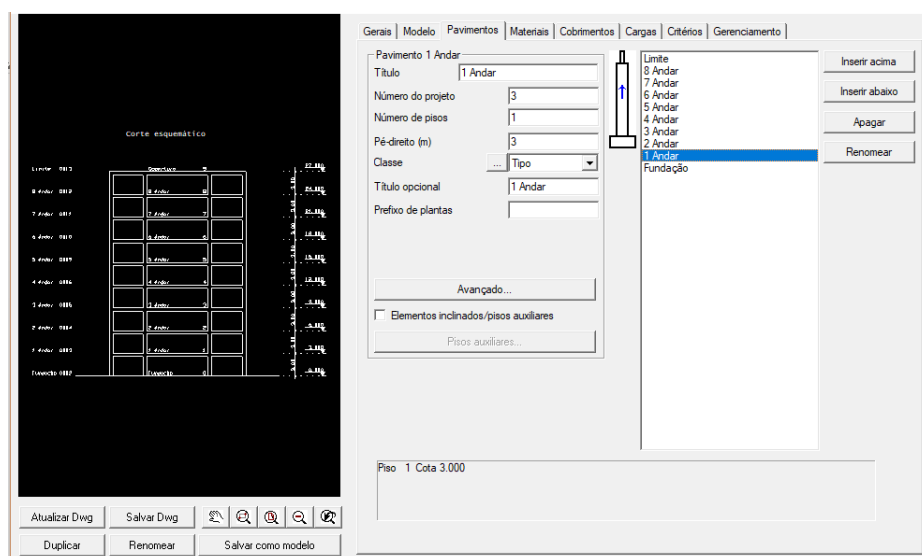 Gerais Modelo Pavimentos Materiais Cobrimentos Cargas Critérios Gerenciamento
Pavimento 1 Andar
Título 1 Andar
Número do projeto 3
Número de pisos 1
Pé-direito (m) 3
Classe ... Tipo
Título opcional 1 Andar
Prefixo de plantas
Avançado...
Elementos inclinados/pisos auxiliares
Pisos auxiliares...
Limite
8 Andar
7 Andar
6 Andar
5 Andar
4 Andar
3 Andar
2 Andar
1 Andar
Fundação
Inserir acima
Inserir abaixo
Apagar
Renomear
Piso 1 Cota 3.000
Corte esquemático
Atualizar Dwg Salvar Dwg
Duplicar Renomear Salvar como modelo